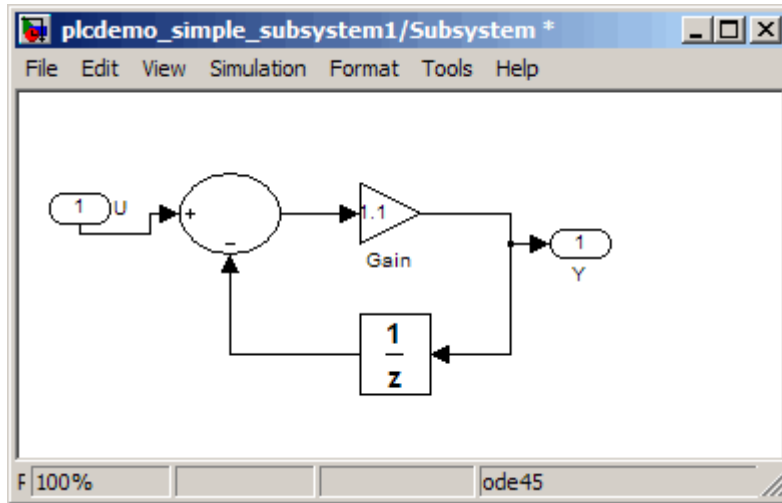 plcdemo_simple_subsystem1/Subsystem *
File Edit View Simulation Format Tools Help
1 U
+
-
1.1
Gain
1
Y
1
z
F 100% ode45